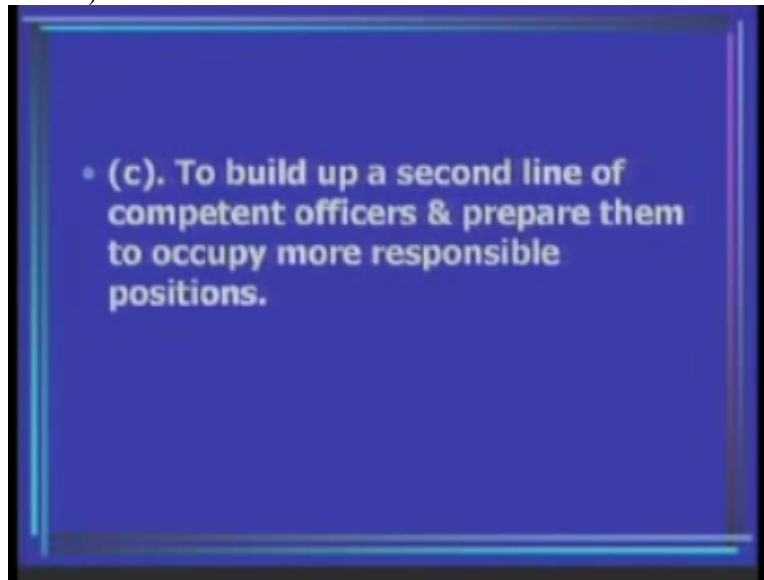 • (c). To build up a second line of
competent officers & prepare them
to occupy more responsible
positions.